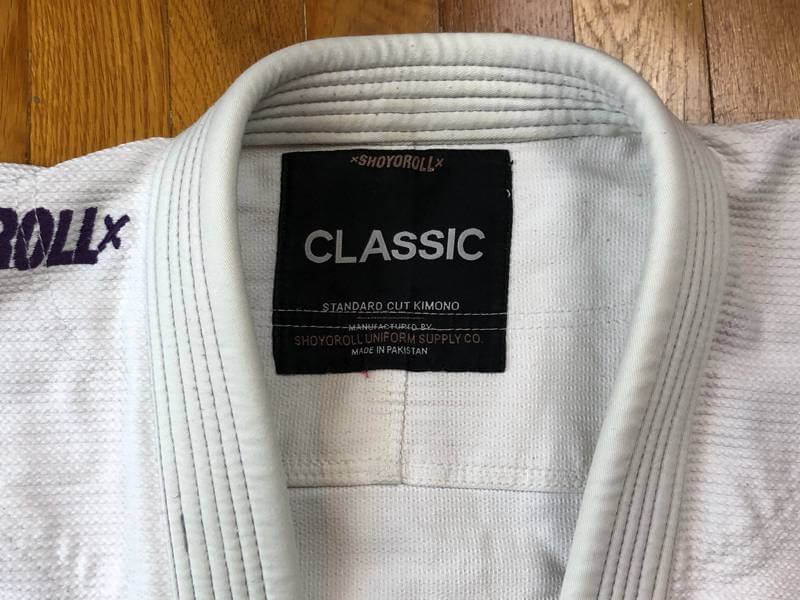 ×SHOYOROLL×
CLASSIC
STANDARD CUT KIMONO
MANUFACTURED BY
SHOYOROLL UNIFORM SUPPLY CO.
MADE IN PAKISTAN
ROLL×